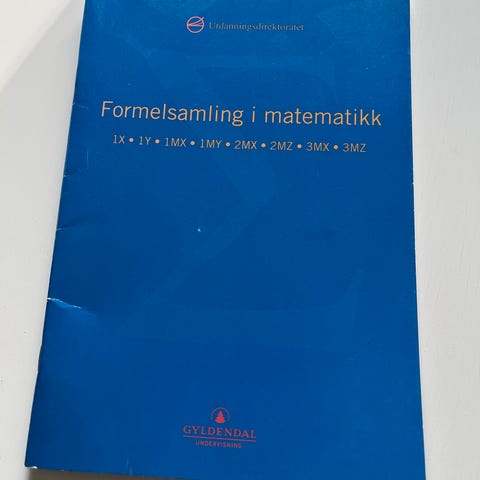 Utdanningsdirektoratet
Formelsamling i matematikk
1X • 1Y • 1MX • 1MY • 2MX • 2MZ • 3MX • 3MZ
GYLDENDAL
UNDERVISNING